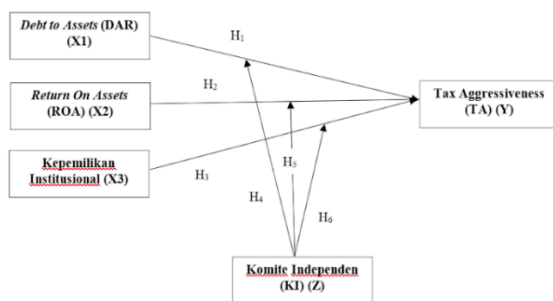 Debt to Assets (DAR)
(X1)
H1
H2
Return On Assets
(ROA) (X2)
Tax Aggressiveness
(TA) (Y)
Kepemilikan
Institusional (X3)
H3
H5
H4
H6
Komite Independen
(KI) (Z)